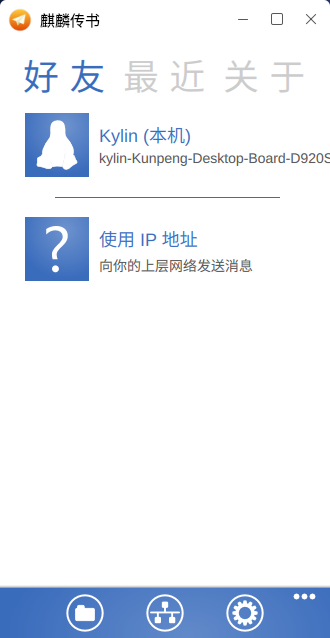 麒麟传书
好友 最近 关于
Kylin (本机)
kylin-Kunpeng-Desktop-Board-D920S
使用 IP 地址
向你的上层网络发送消息